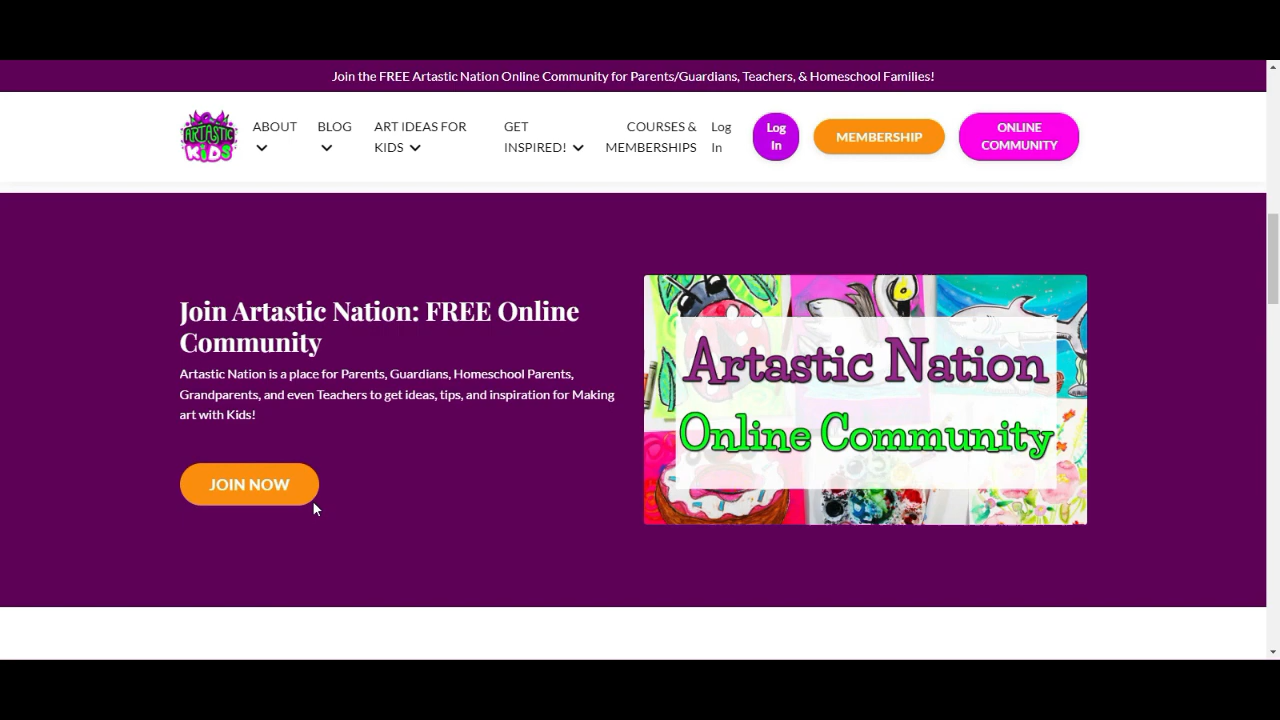 Join the FREE Artastic Nation Online Community for Parents/Guardians, Teachers, & Homeschool Families!
ARTASTIC
KIDS
ABOUT
BLOG
ART IDEAS FOR
KIDS
GET
INSPIRED!
COURSES &
MEMBERSHIPS
Log
In
Log
In
MEMBERSHIP
ONLINE
COMMUNITY
Join Artastic Nation: FREE Online
Community
Artastic Nation is a place for Parents, Guardians, Homeschool Parents,
Grandparents, and even Teachers to get ideas, tips, and inspiration for Making
art with Kids!
JOIN NOW
Artastic Nation
Online Community